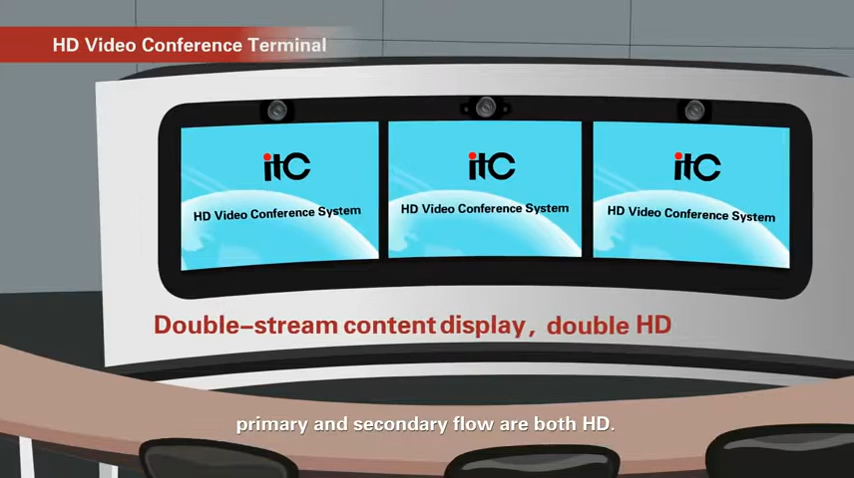 HD Video Conference Terminal
itC
HD Video Conference System
itC
HD Video Conference System
itC
HD Video Conference System
Double-stream content display, double HD
primary and secondary flow are both HD.